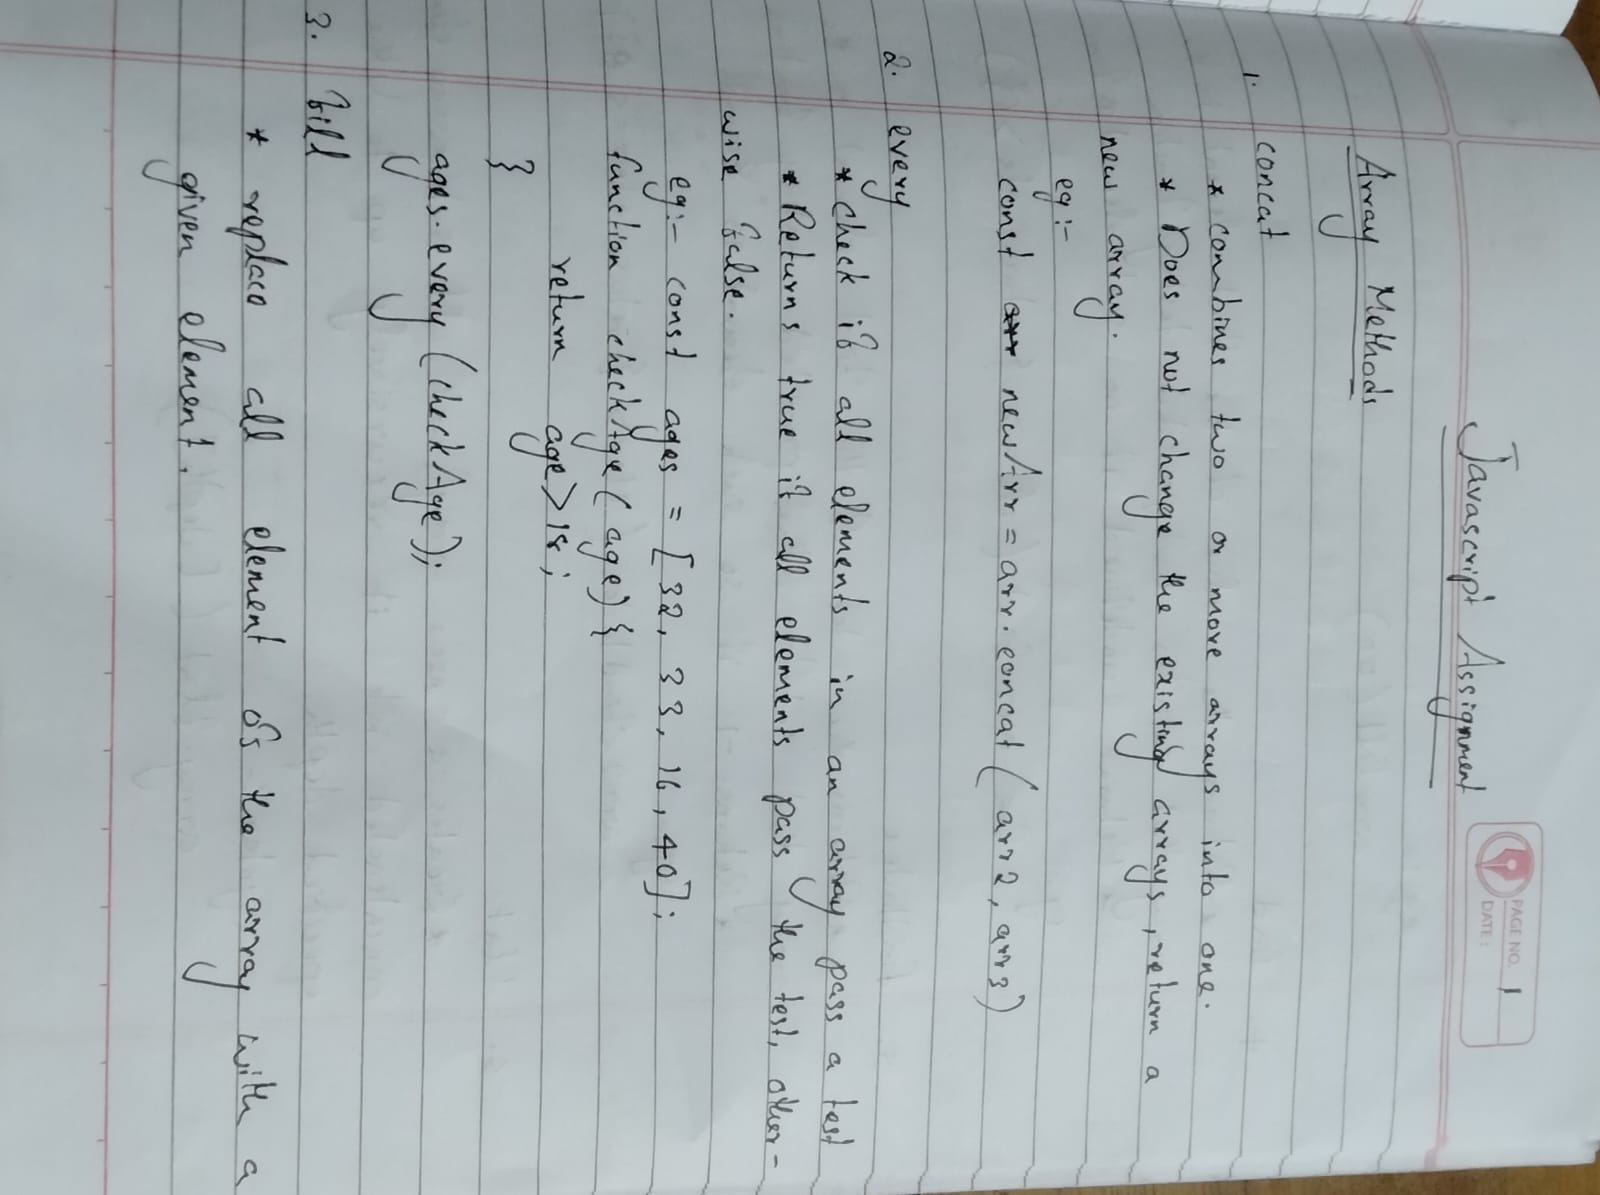 PAGE NO. 1
DATE:
Javascript Assignment
Array Methods
1. concat
* combines two or more arrays into one.
* Does not change the existing arrays, return a
new array.
eg:-
const newArr = arr.concat(arr2, arr3)
2. every
* check if all elements in an array pass a test
* Returns true if all elements pass the test, other-
wise false.
eg:- const ages = [32, 33, 16, 40];
function checkAge(age){
return age>18;
}
ages.every(checkAge);
3. fill
* replace all element of the array with a
given element.